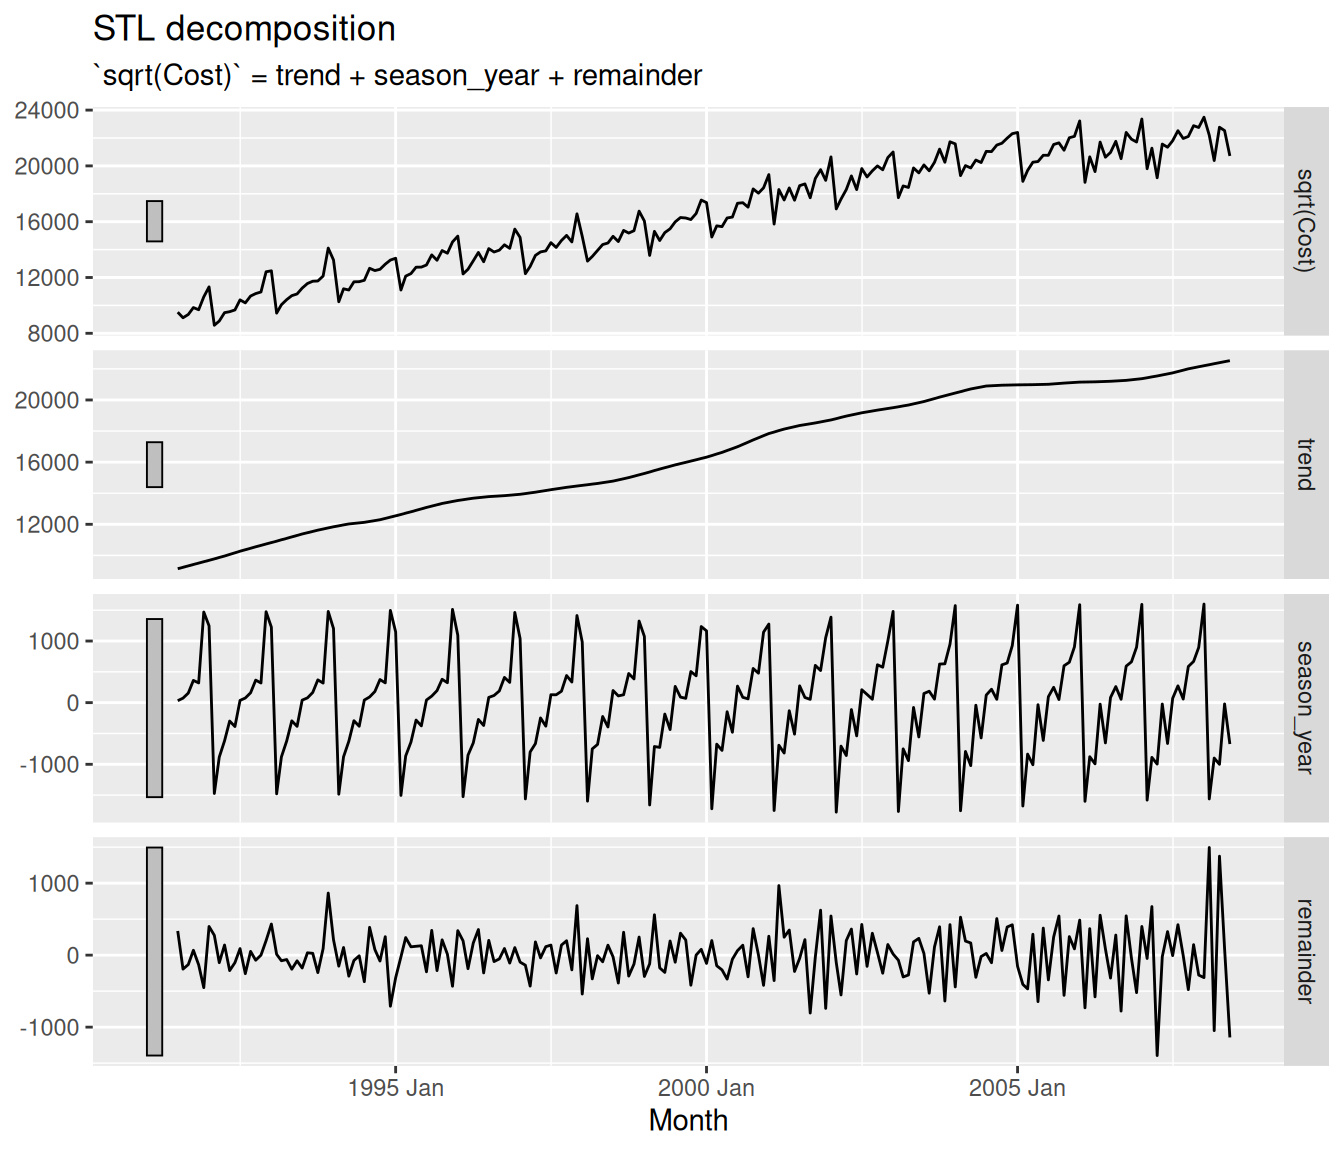 STL decomposition
`sqrt(Cost)` = trend + season_year + remainder
24000
20000
16000
12000
8000
sqrt(Cost)
20000
16000
12000
trend
1000
0
-1000
season_year
1000
0
-1000
remainder
1995 Jan
2000 Jan
2005 Jan
Month